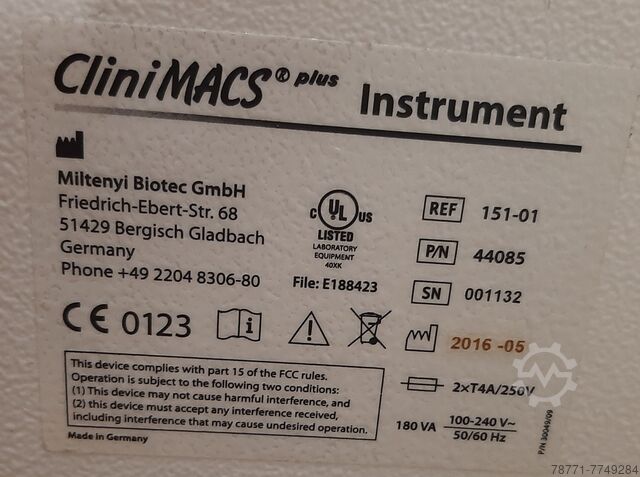 CliniMACS® plus Instrument
Miltenyi Biotec GmbH
Friedrich-Ebert-Str. 68
51429 Bergisch Gladbach
Germany
Phone +49 2204 8306-80
C UL US
LISTED
LABORATORY
EQUIPMENT
40XK
File: E188423
REF 151-01
P/N 44085
SN 001132
CE 0123
i
2016 -05
This device complies with part 15 of the FCC rules.
Operation is subject to the following two conditions:
(1) This device may not cause harmful interference, and
(2) this device must accept any interference received,
including interference that may cause undesired operation.
Made in Germany
2xT4A/250V
180 VA 100-240 V~
50/60 Hz
P/N 30049/09
78771-7749284